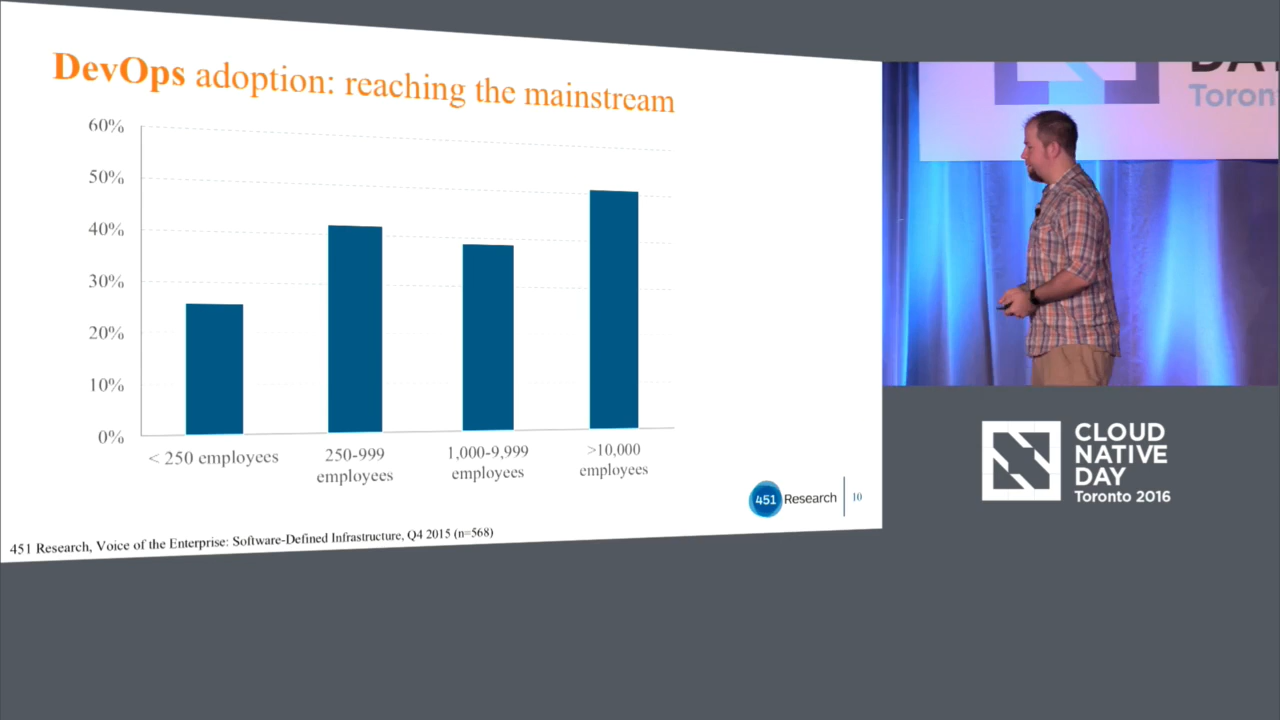 DevOps adoption: reaching the mainstream
60%
50%
40%
30%
20%
10%
0%
< 250 employees
250-999
employees
1,000-9,999
employees
>10,000
employees
451 Research
10
451 Research, Voice of the Enterprise: Software-Defined Infrastructure, Q4 2015 (n=568)
Toron
CLOUD
NATIVE
DAY
Toronto 2016